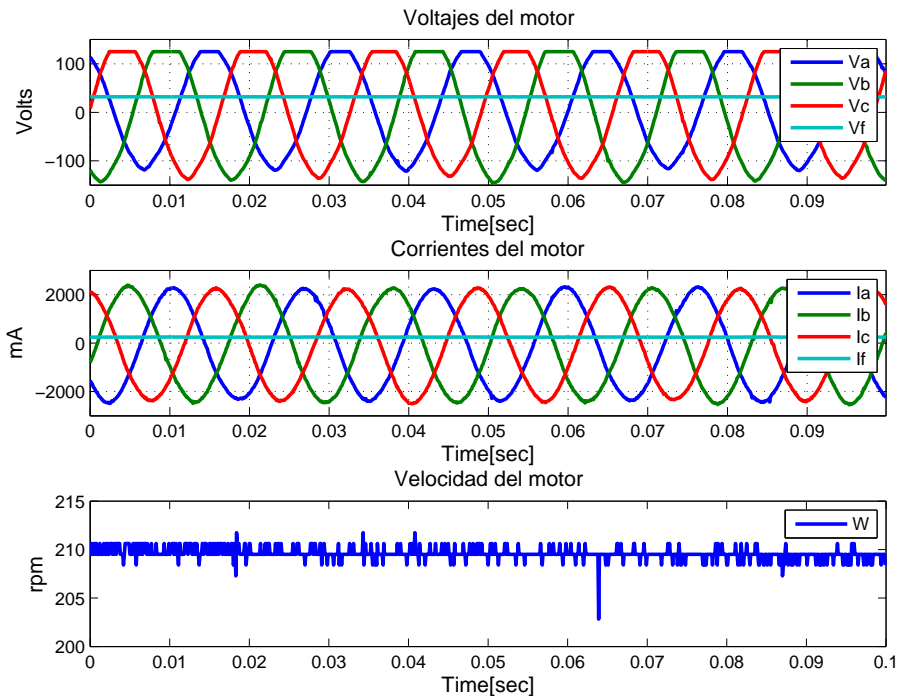 Voltajes del motor
Volts
100
0
−100
Va
Vb
Vc
Vf
0 0.01 0.02 0.03 0.04 0.05 0.06 0.07 0.08 0.09
Time[sec]
Corrientes del motor
mA
2000
0
−2000
Ia
Ib
Ic
If
0 0.01 0.02 0.03 0.04 0.05 0.06 0.07 0.08 0.09
Time[sec]
Velocidad del motor
rpm
215
210
205
200
W
0 0.01 0.02 0.03 0.04 0.05 0.06 0.07 0.08 0.09 0.1
Time[sec]